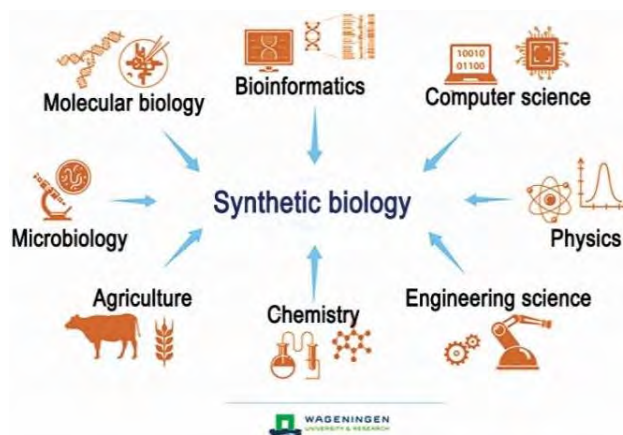 Molecular biology
Bioinformatics
10010
01100
Computer science
Microbiology
Synthetic biology
Physics
Agriculture
Chemistry
Engineering science
WAGENINGEN
UNIVERSITY & RESEARCH